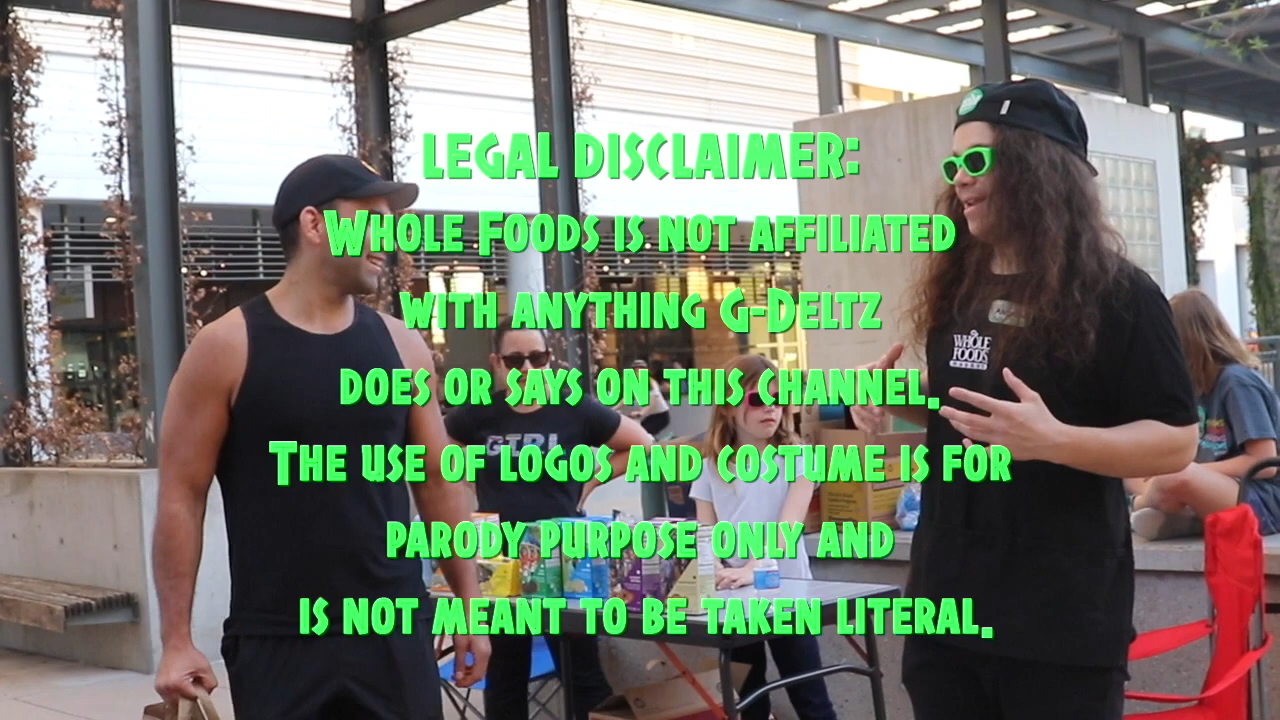 LEGAL DISCLAIMER:
WHOLE FOODS IS NOT AFFILIATED
WITH ANYTHING G-DELTZ
DOES OR SAYS ON THIS CHANNEL.
THE USE OF LOGOS AND COSTUME IS FOR
PARODY PURPOSE ONLY AND
IS NOT MEANT TO BE TAKEN LITERAL.
WHOLE
FOODS
MARKET